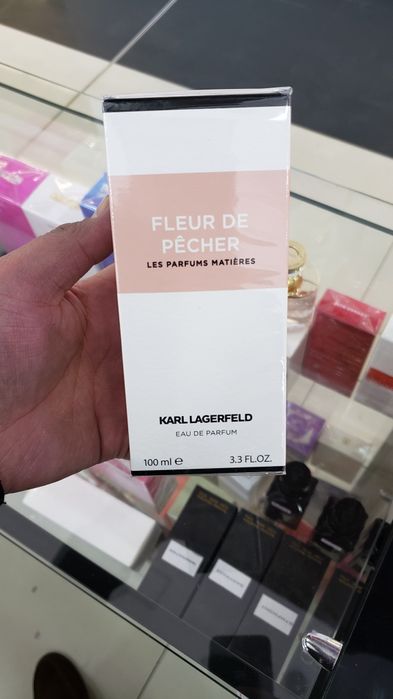 FLEUR DE
PÊCHER
LES PARFUMS MATIÈRES
KARL LAGERFELD
EAU DE PARFUM
100 ml ℮ 3.3 FL.OZ.